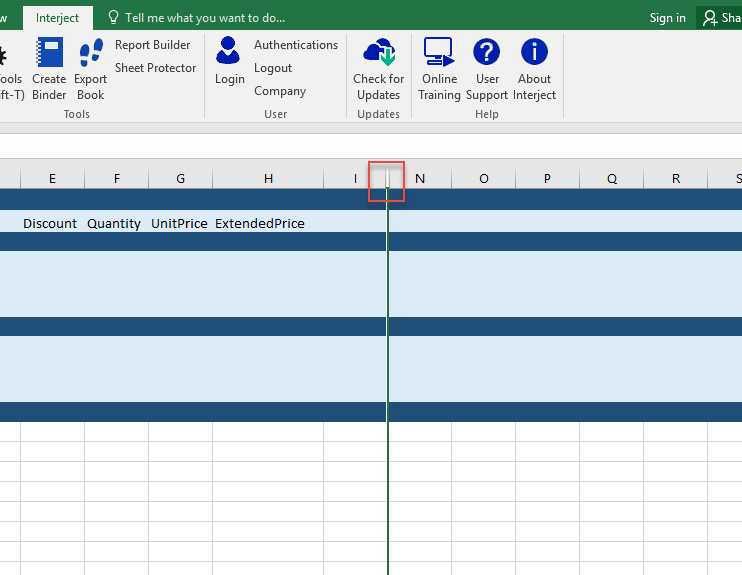 w Interject Tell me what you want to do... Sign in Sha
Report Builder Authentications
Sheet Protector Logout
Company
ools Create Export Login Check for Online User About
ft-T) Binder Book Updates Training Support Interject
Tools User Updates Help
E F G H I N O P Q R S
Discount Quantity UnitPrice ExtendedPrice